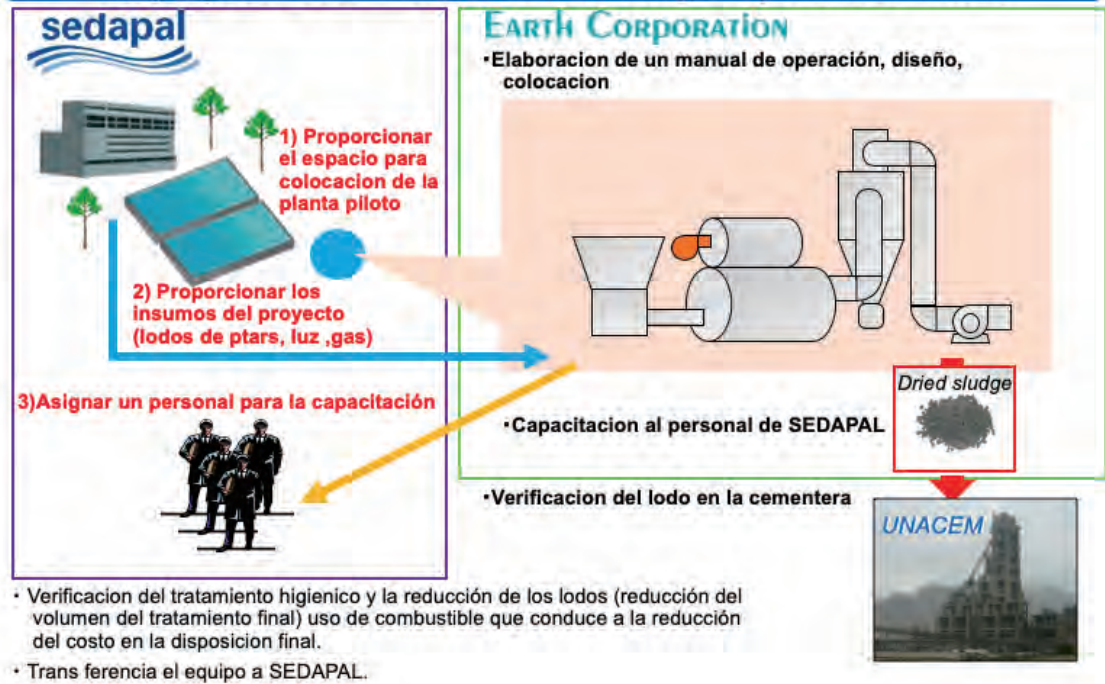 sedapal
1) Proporcionar
el espacio para
colocacion de la
planta piloto
2) Proporcionar los
insumos del proyecto
(lodos de ptars, luz ,gas)
3)Asignar un personal para la capacitación
EARTH CORPORATION
·Elaboracion de un manual de operación, diseño,
colocacion
Dried sludge
·Capacitacion al personal de SEDAPAL
·Verificacion del lodo en la cementera
UNACEM
· Verificacion del tratamiento higienico y la reducción de los lodos (reducción del
volumen del tratamiento final) uso de combustible que conduce a la reducción
del costo en la disposicion final.
· Trans ferencia el equipo a SEDAPAL.